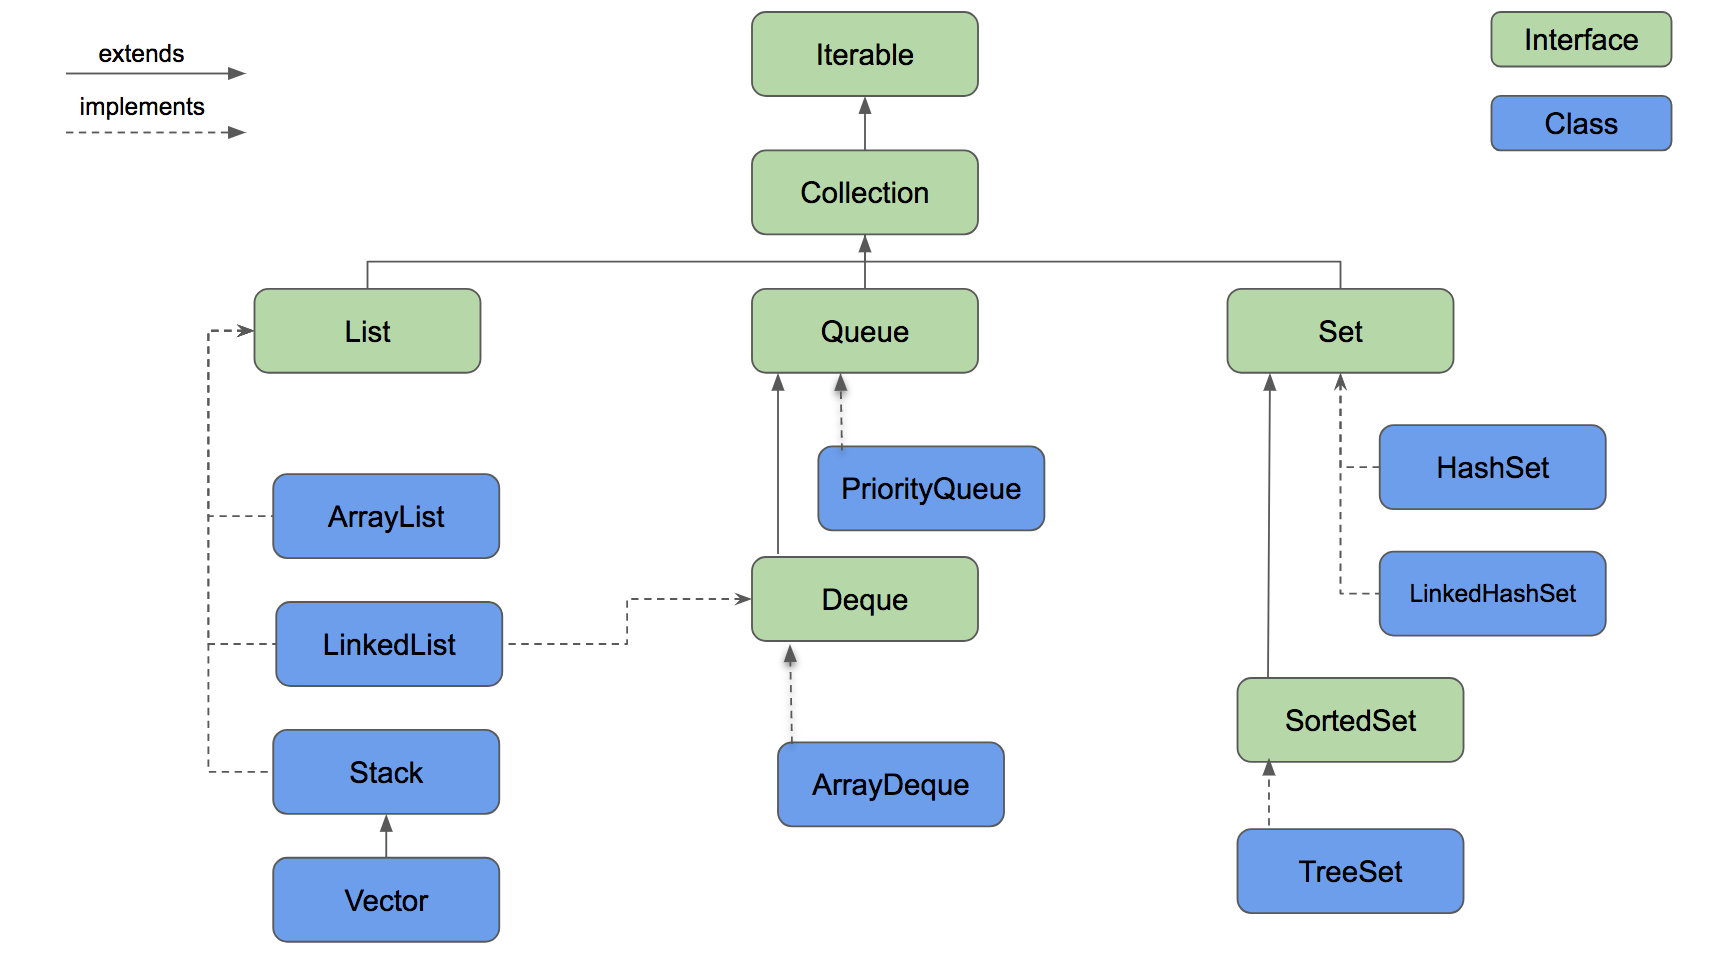 extends
implements
Iterable
Interface
Class
Collection
List
Queue
Set
ArrayList
PriorityQueue
HashSet
LinkedList
Deque
LinkedHashSet
Stack
ArrayDeque
SortedSet
Vector
TreeSet